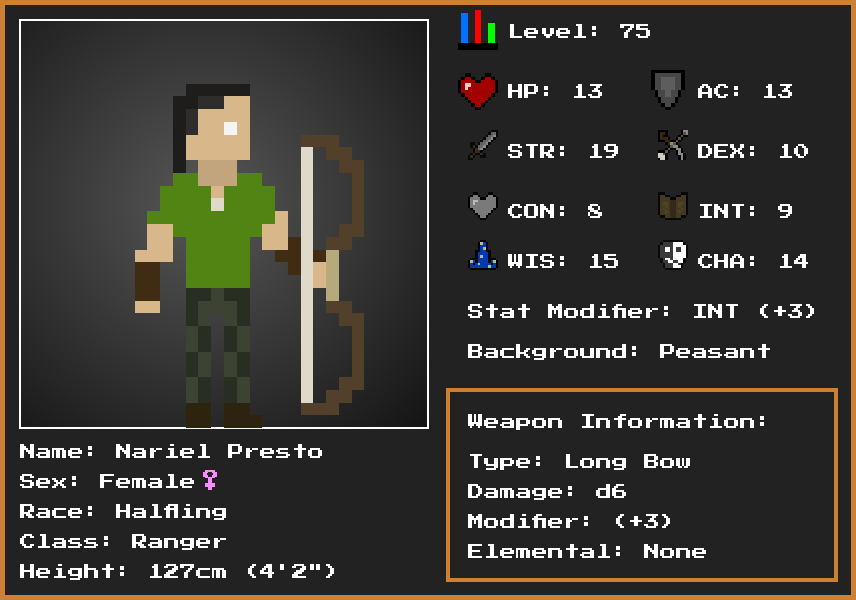 Level: 75
HP: 13 AC: 13
STR: 19 DEX: 10
CON: 8 INT: 9
WIS: 15 CHA: 14
Stat Modifier: INT (+3)
Background: Peasant
Weapon Information:
Type: Long Bow
Damage: d6
Modifier: (+3)
Elemental: None
Name: Nariel Presto
Sex: Female♀
Race: Halfling
Class: Ranger
Height: 127cm (4'2")